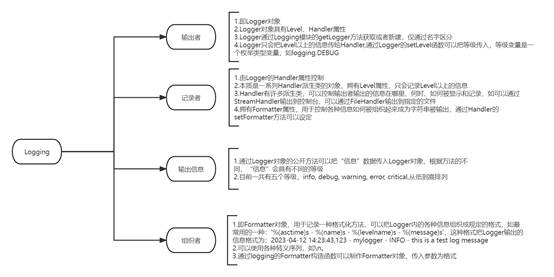 Logging
输出者
1.即Logger对象
2.Logger对象具有Level、Handler属性
3.Logger通过Logging模块的getLogger方法获取或者新建，仅通过名字区分
4.Logger只会把Level以上的信息传给Handler,通过Logger的setLevel函数可以把等级传入，等级变量是一个枚举类型变量，如logging.DEBUG
记录者
1.由Logger的Handler属性控制
2.本质是一系列Handler派生类的对象，拥有Level属性，只会记录Level以上的信息
3.Handler有许多派生类，可以控制输出者输出的信息在哪里、何时、如何被显示和记录，如可以通过
StreamHandler输出到控制台，可以通过FileHandler输出到指定的文件
4.拥有Formatter属性，用于控制各种信息如何被组织起来成为字符串被输出，通过Handler的
setFormatter方法可以设定
输出信息
1.通过Logger对象的公开方法可以把“信息”数据传入Logger对象，根据方法的不
同，“信息”会具有不同的等级
2.目前一共有五个等级，info, debug, warning, error, critical,从低到高排列
组织者
1.即Formatter对象，用于记录一种格式化方法，可以把Logger内的各种信息组织成规定的格式，如最
常用的一种：'%(asctime)s - %(name)s - %(levelname)s - %(message)s'，这种格式把Logger输出的
信息格式为：2023-04-12 14:23:43,123 - mylogger - INFO - this is a test log message
2.可以使用各种转义序列，如\n。
3.通过logging的Formatter构造函数可以制作Formatter对象，传入参数为格式